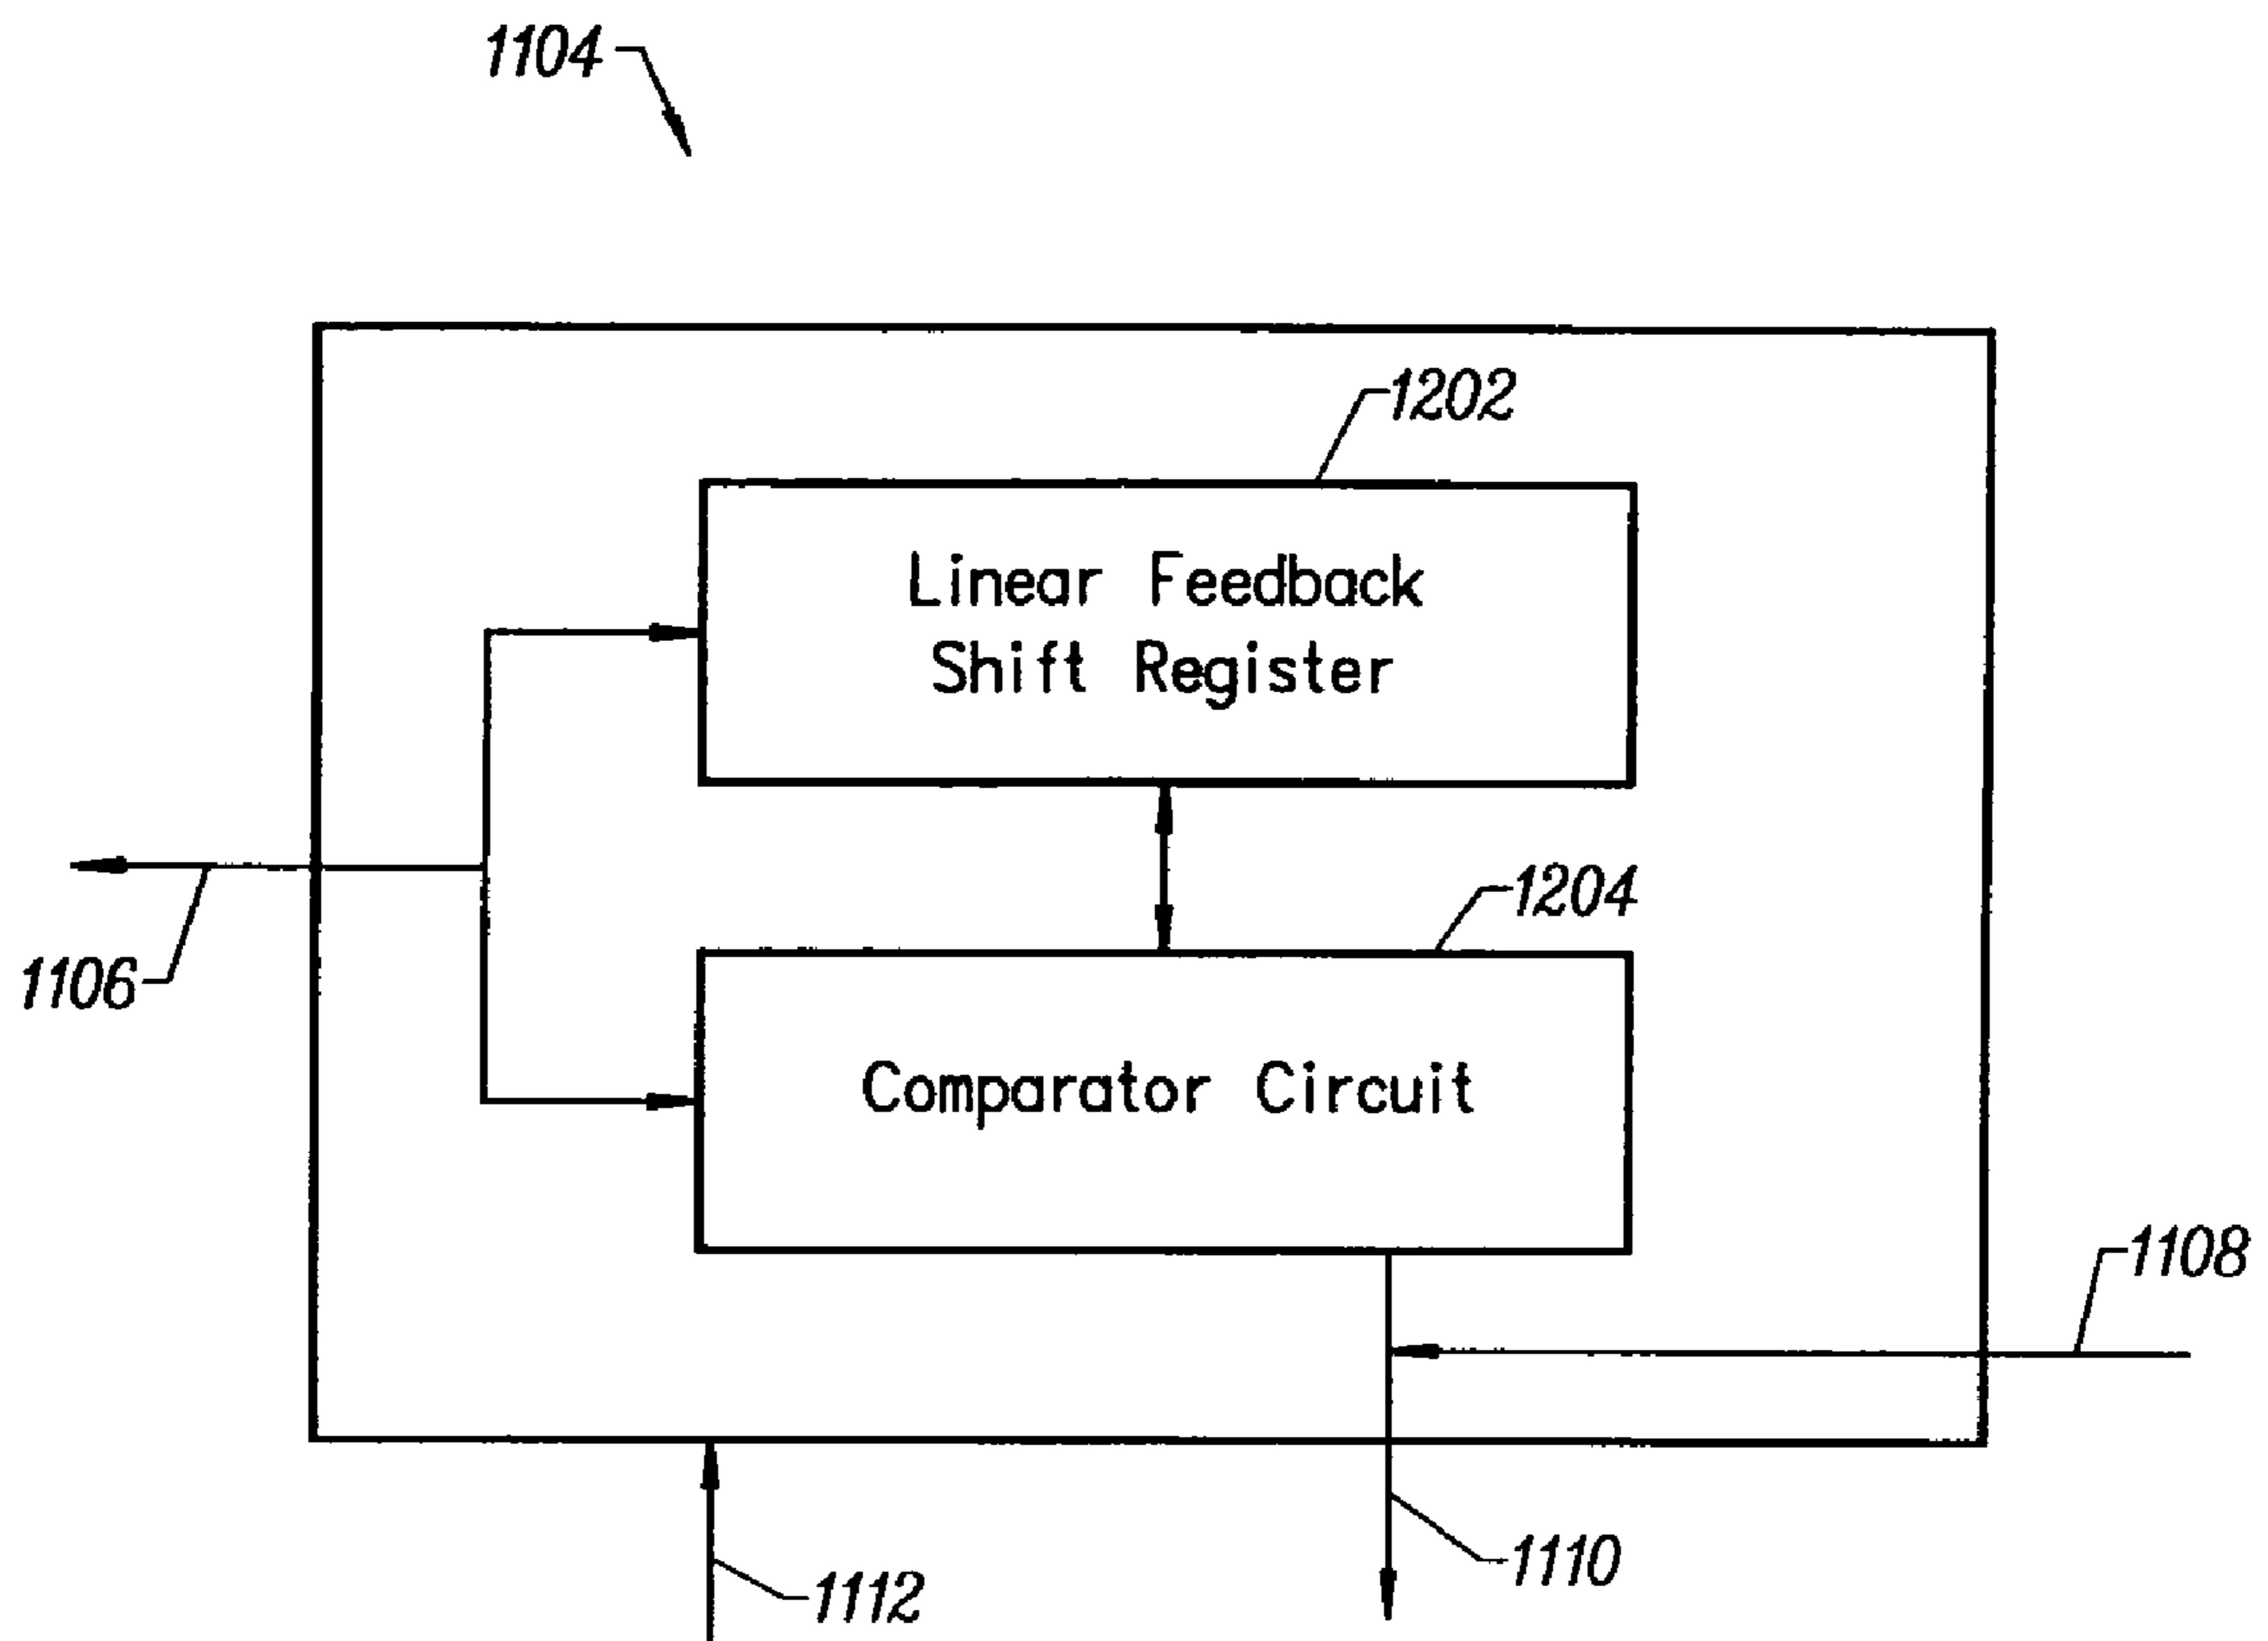 1104
1202
Linear Feedback
Shift Register
1204
1106
Comparator Circuit
1108
1110
1112